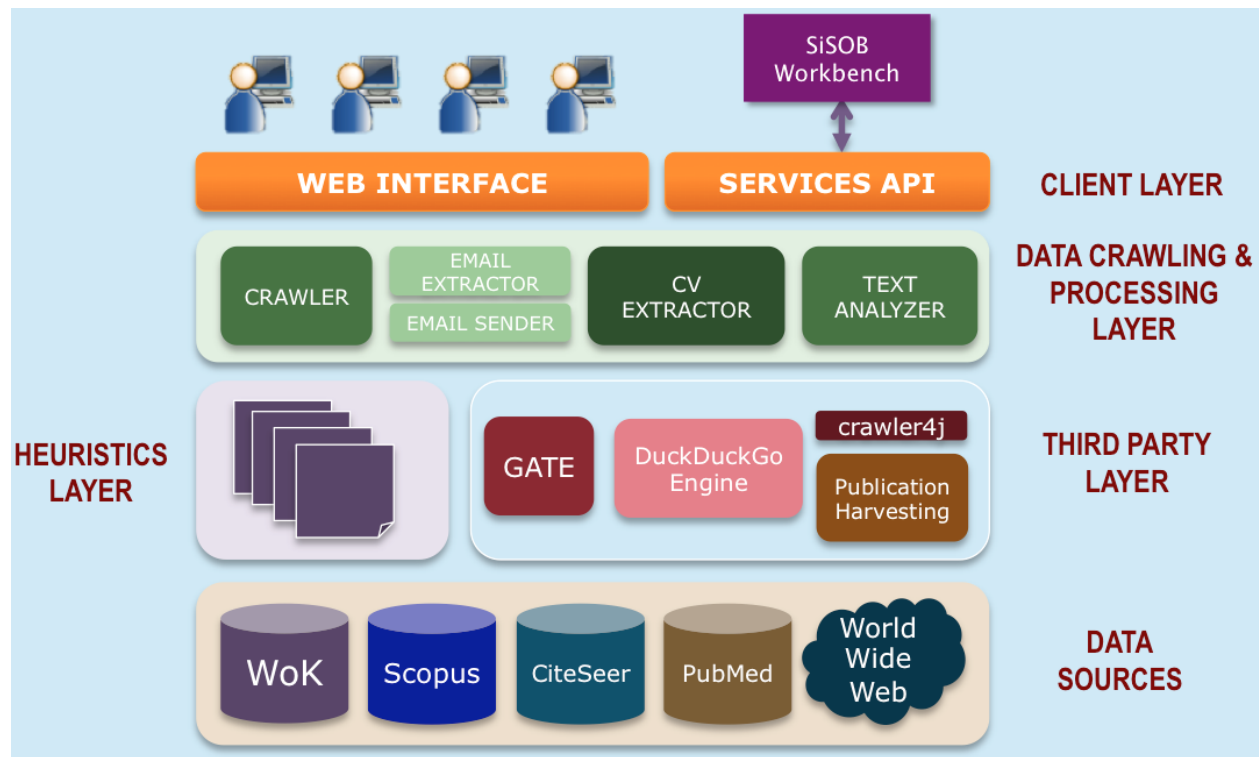 SiSOB
Workbench
WEB INTERFACE
SERVICES API
CLIENT LAYER
CRAWLER
EMAIL
EXTRACTOR
EMAIL SENDER
CV
EXTRACTOR
TEXT
ANALYZER
DATA CRAWLING &
PROCESSING
LAYER
HEURISTICS
LAYER
GATE
DuckDuckGo
Engine
crawler4j
Publication
Harvesting
THIRD PARTY
LAYER
WoK
Scopus
CiteSeer
PubMed
World
Wide
Web
DATA
SOURCES